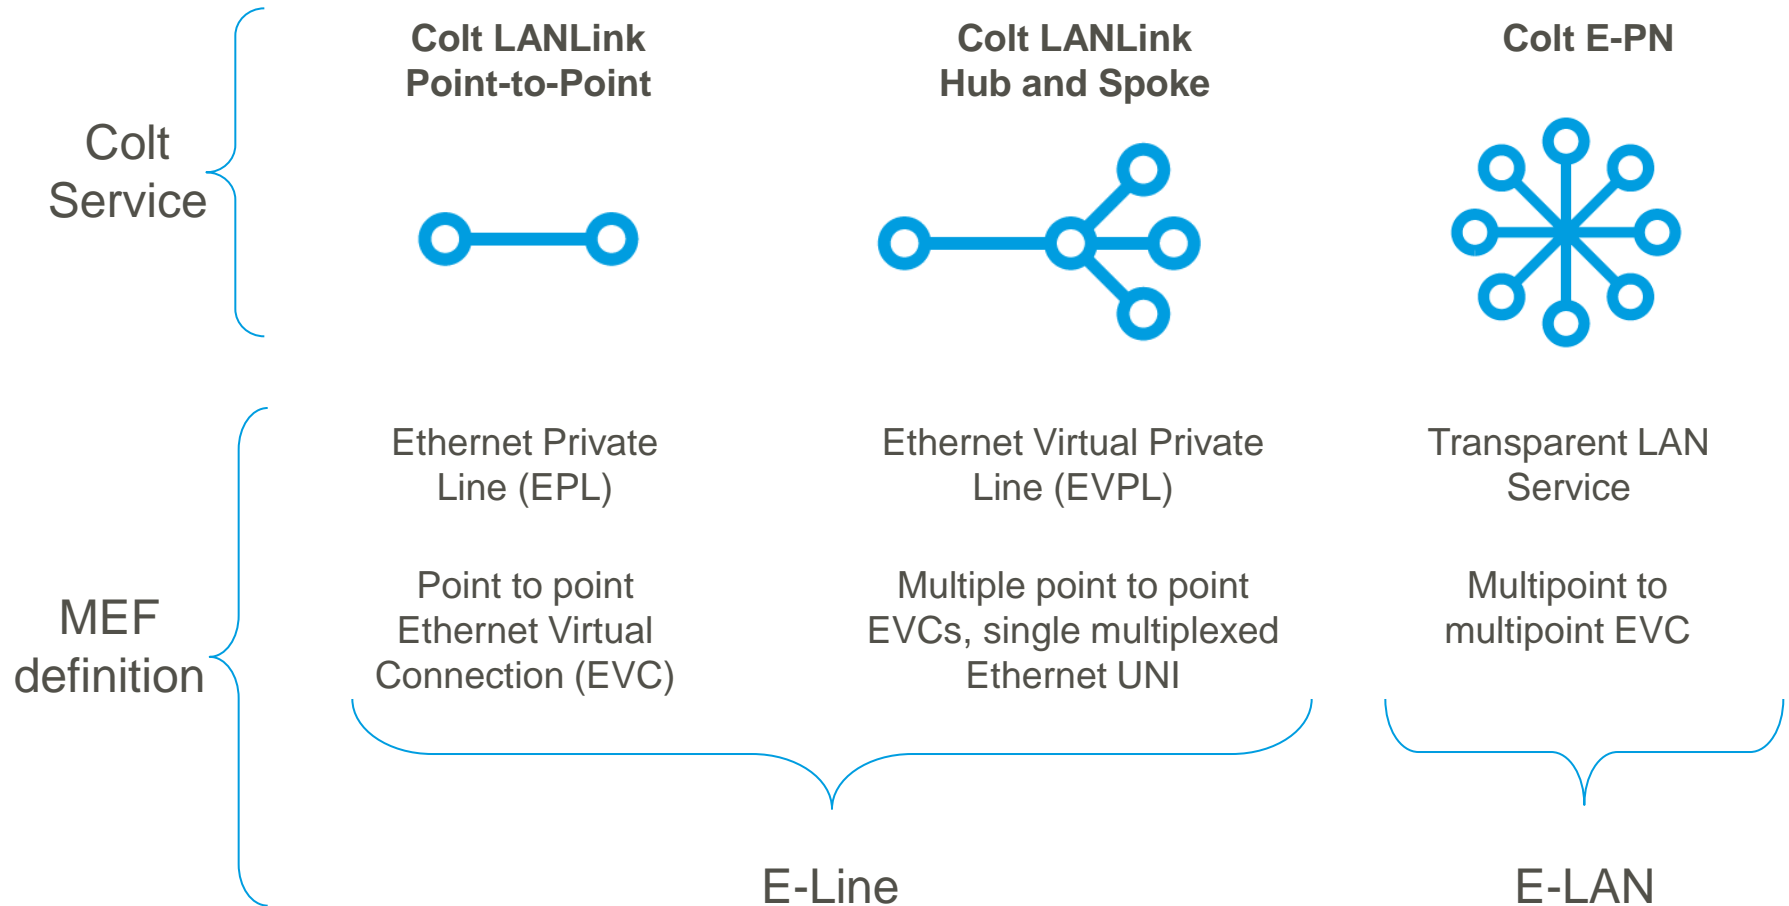 Colt LANLink
Point-to-Point
Colt LANLink
Hub and Spoke
Colt E-PN
Colt
Service
Ethernet Private
Line (EPL)
Ethernet Virtual Private
Line (EVPL)
Transparent LAN
Service
MEF
definition
Point to point
Ethernet Virtual
Connection (EVC)
Multiple point to point
EVCs, single multiplexed
Ethernet UNI
Multipoint to
multipoint EVC
E-Line
E-LAN